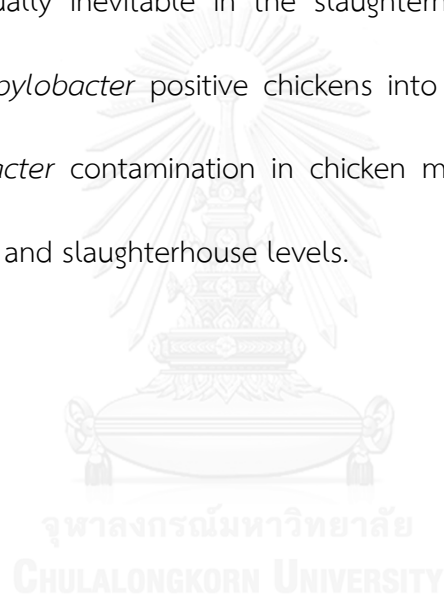 ually inevitable in the slaughterh
pylobacter positive chickens into
acter contamination in chicken m
and slaughterhouse levels.
จุฬาลงกรณ์มหาวิทยาลัย
CHULALONGKORN UNIVERSITY